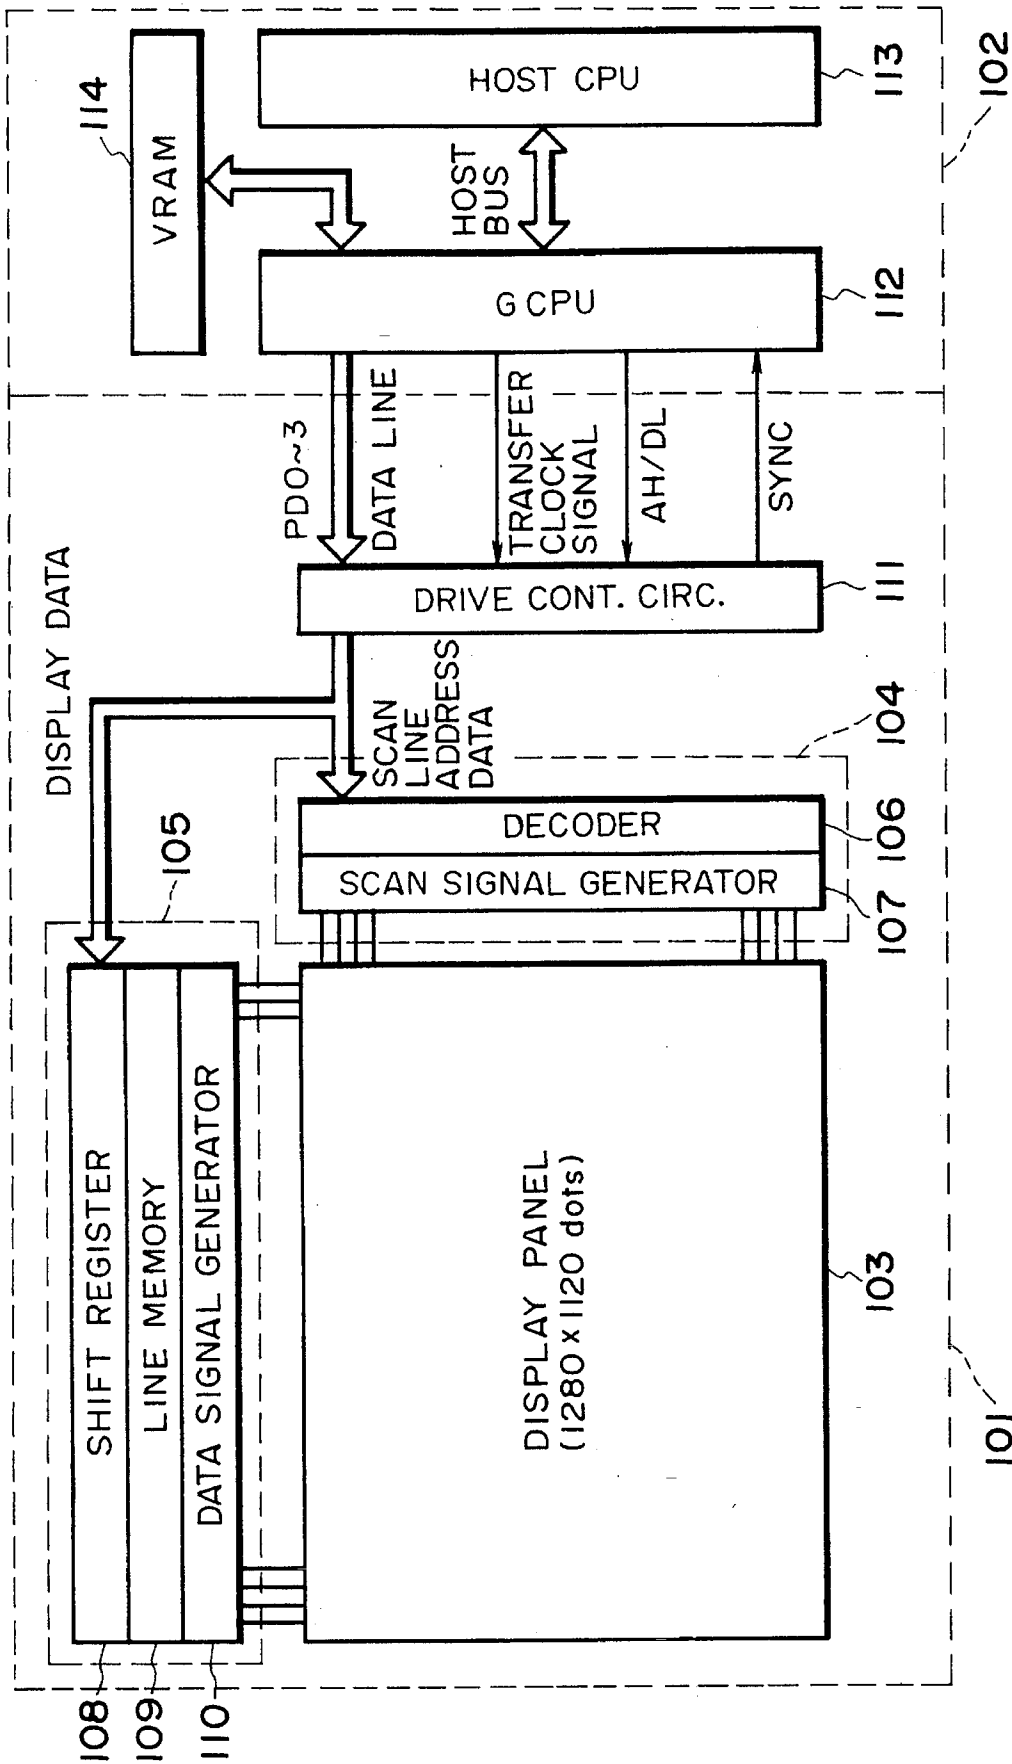 114
VRAM
HOST CPU
113
102
HOST
BUS
G CPU
112
PD0~3
DATA LINE
TRANSFER
CLOCK
SIGNAL
AH/DL
SYNC
DRIVE CONT. CIRC.
111
DISPLAY DATA
SCAN
LINE
ADDRESS
DATA
104
105
DECODER
106
SCAN SIGNAL GENERATOR
107
SHIFT REGISTER
LINE MEMORY
DATA SIGNAL GENERATOR
108
109
110
DISPLAY PANEL
(1280 x 1120 dots)
103
101